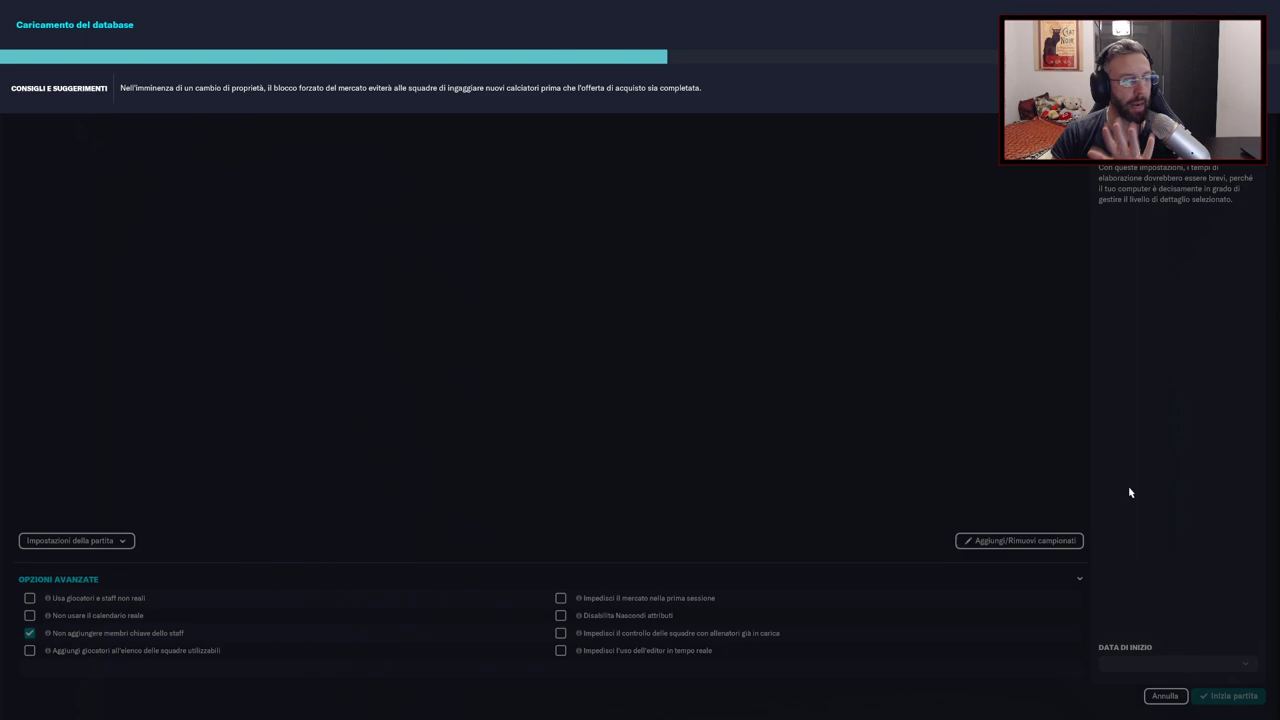 Caricamento del database
CONSIGLI E SUGGERIMENTI
Nell'imminenza di un cambio di proprietà, il blocco forzato del mercato eviterà alle squadre di ingaggiare nuovi calciatori prima che l'offerta di acquisto sia completata.
CHAT
NOIR
Con queste impostazioni, i tempi di
elaborazione dovrebbero essere brevi, perché
il tuo computer è decisamente in grado di
gestire il livello di dettaglio selezionato.
Impostazioni della partita
Aggiungi/Rimuovi campionati
OPZIONI AVANZATE
Usa giocatori e staff non reali
Impedisci il mercato nella prima sessione
Non usare il calendario reale
Disabilita Nascondi attributi
Non aggiungere membri chiave dello staff
Impedisci il controllo delle squadre con allenatori già in carica
Aggiungi giocatori all'elenco delle squadre utilizzabili
Impedisci l'uso dell'editor in tempo reale
DATA DI INIZIO
Annulla
Inizia partita